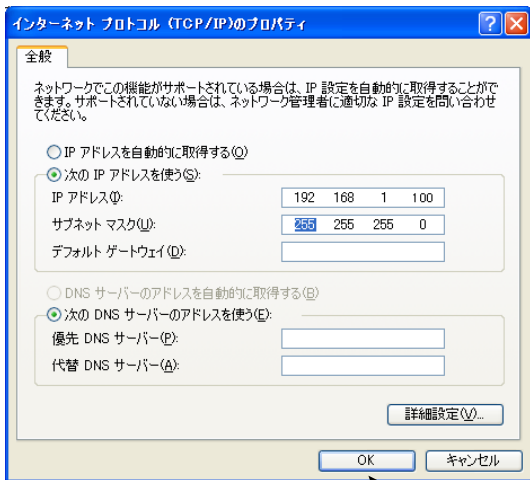 インターネット プロトコル (TCP/IP)のプロパティ
全般
ネットワークでこの機能がサポートされている場合は、IP 設定を自動的に取得することがで
きます。サポートされていない場合は、ネットワーク管理者に適切な IP 設定を問い合わせ
てください。
IP アドレスを自動的に取得する(O)
次の IP アドレスを使う(S):
IP アドレス(I): 192 168 1 100
サブネット マスク(U): 255 255 255 0
デフォルト ゲートウェイ(D):
DNS サーバーのアドレスを自動的に取得する(B)
次の DNS サーバーのアドレスを使う(E):
優先 DNS サーバー(P):
代替 DNS サーバー(A):
詳細設定(V)...
OK キャンセル